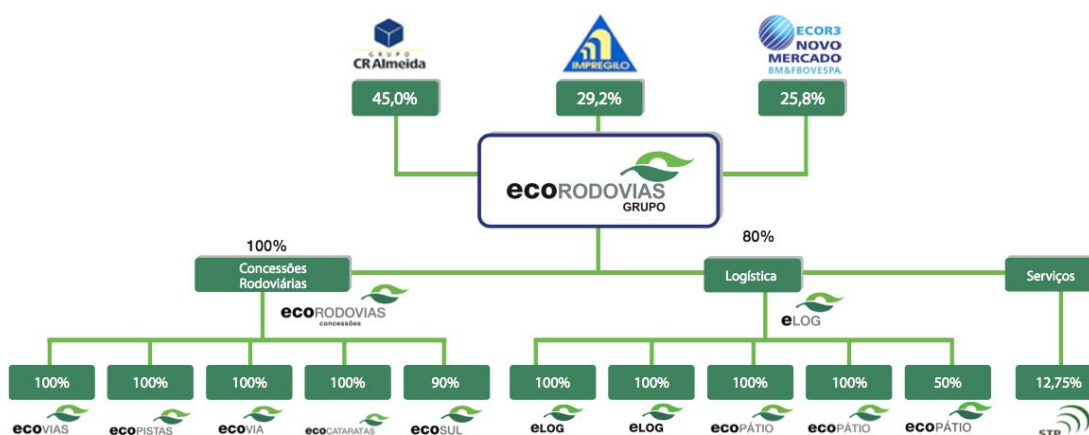 GRUPO
CR Almeida
IMPREGILO
ECOR3
NOVO
MERCADO
BM&FBOVESPA
45,0%
29,2%
25,8%
ecoRODOVIAS
GRUPO
100%
80%
Concessões
Rodoviárias
Logística
Serviços
ecoRODOVIAS
concessões
eLOG
100%
100%
100%
100%
90%
100%
100%
100%
100%
50%
12,75%
ecoVIAS
ecoPISTAS
ecoVIA
ecoCATARATAS
ecoSUL
eLOG
eLOG
ecoPÁTIO
ecoPÁTIO
ecoPÁTIO
STP